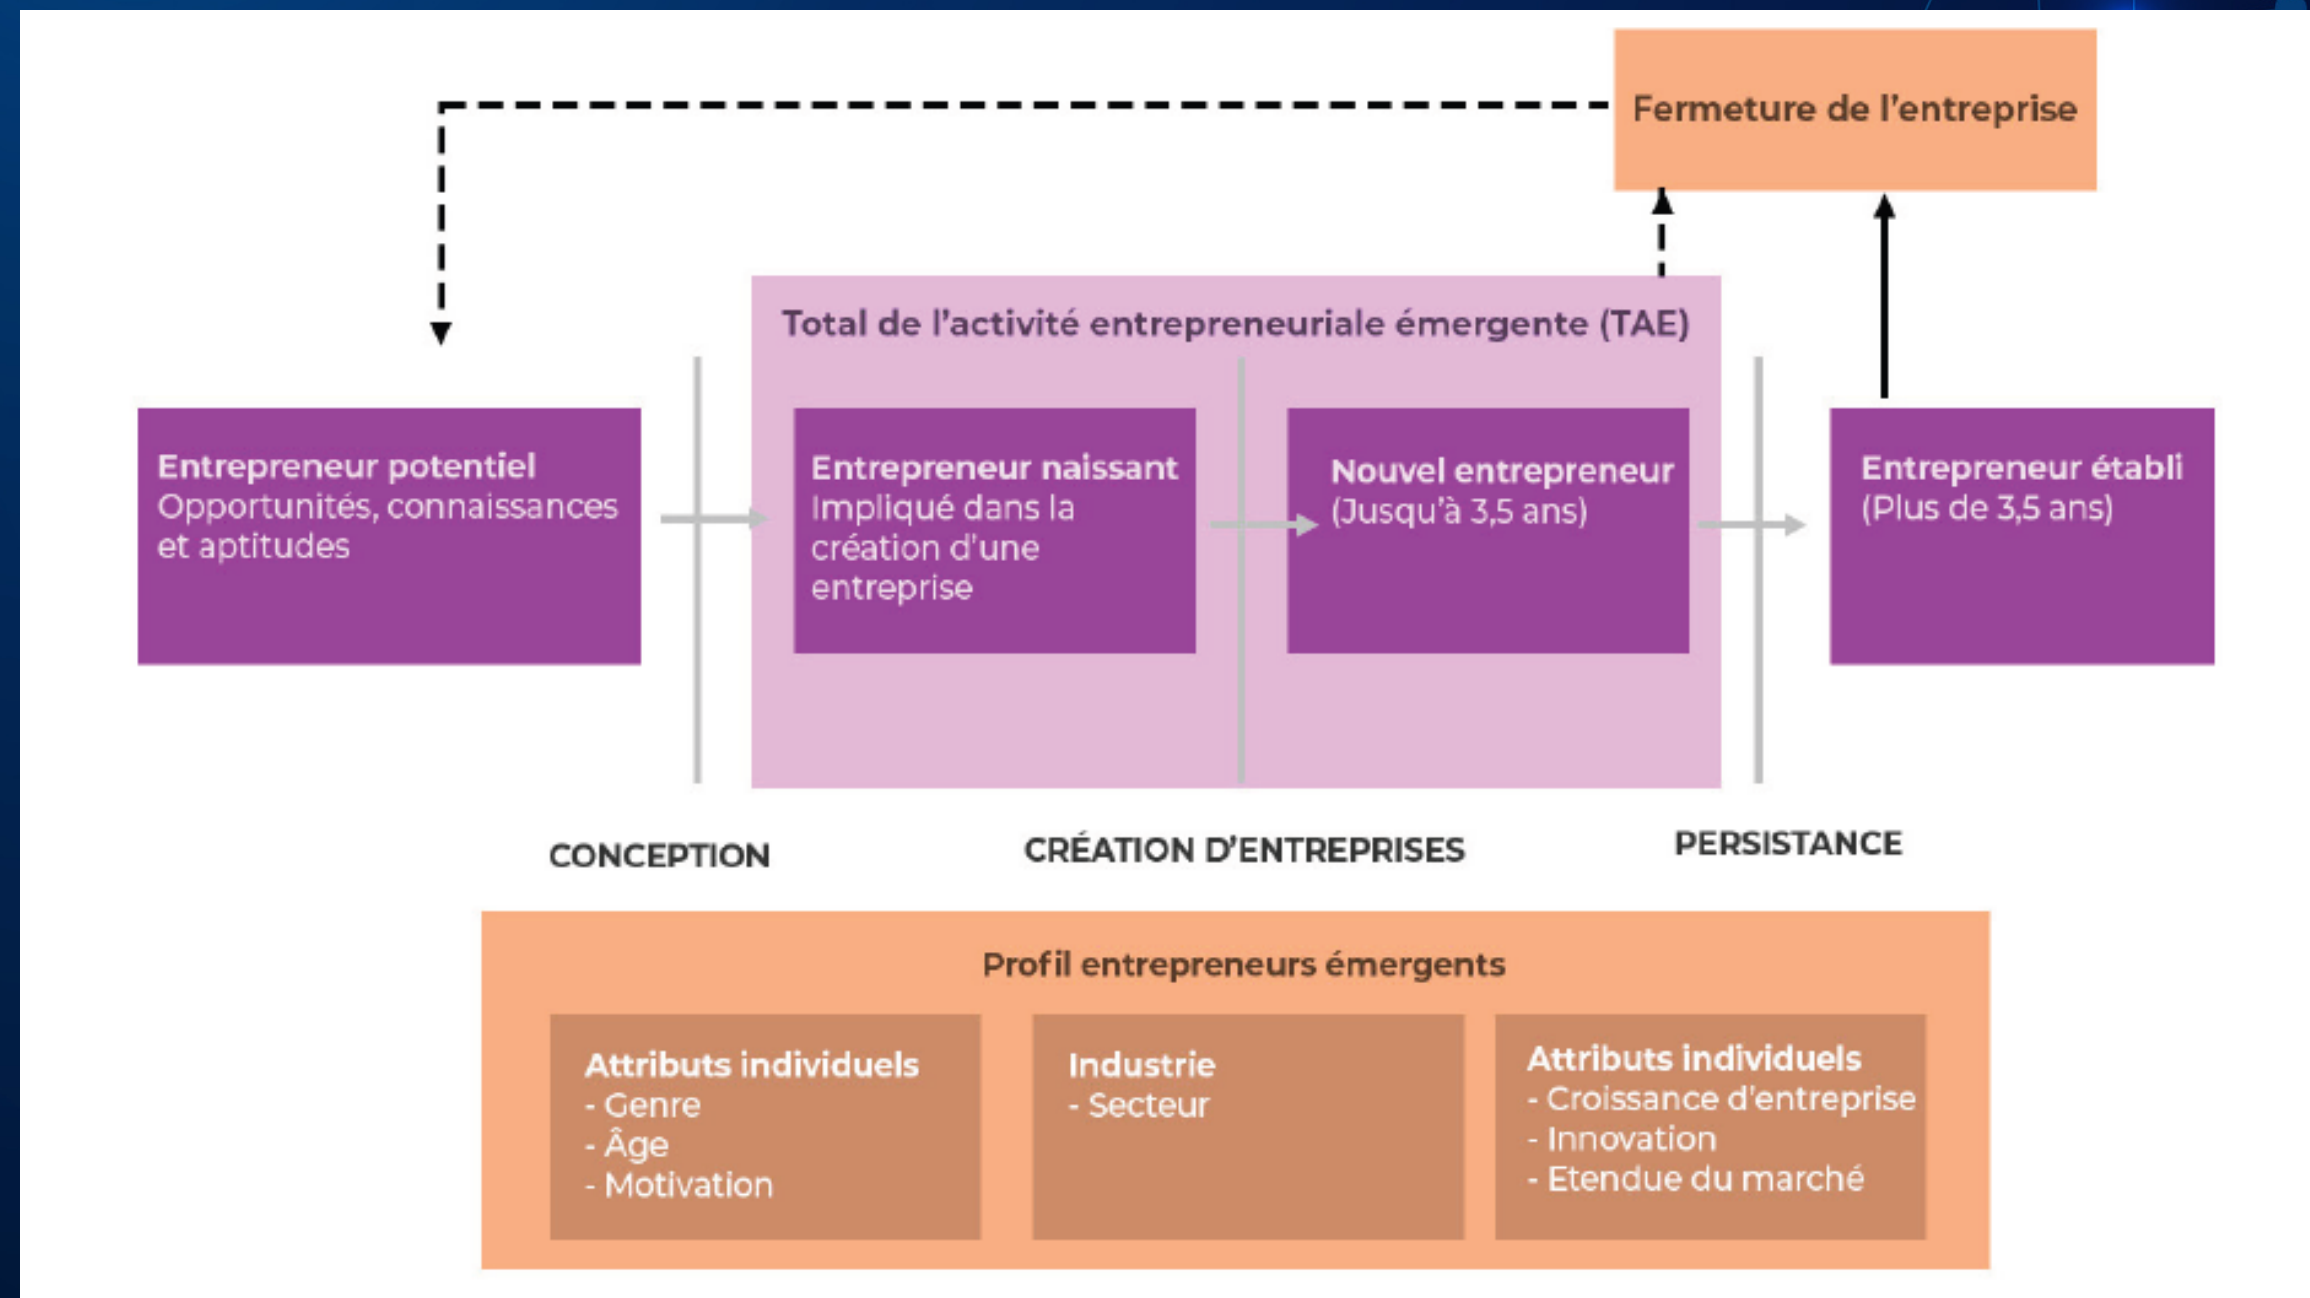 Fermeture de l'entreprise
Total de l'activité entrepreneuriale émergente (TAE)
Entrepreneur potentiel
Opportunités, connaissances
et aptitudes
Entrepreneur naissant
Impliqué dans la
création d'une
entreprise
Nouvel entrepreneur
(Jusqu'à 3,5 ans)
Entrepreneur établi
(Plus de 3,5 ans)
CONCEPTION
CRÉATION D'ENTREPRISES
PERSISTANCE
Profil entrepreneurs émergents
Attributs individuels
- Genre
- Âge
- Motivation
Industrie
- Secteur
Attributs individuels
- Croissance d'entreprise
- Innovation
- Etendue du marché